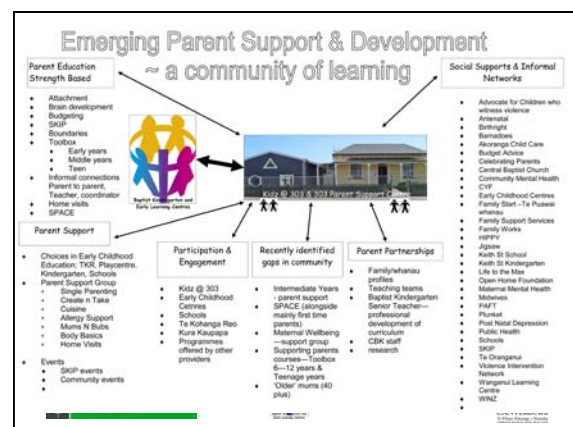 Emerging Parent Support & Development
~ a community of learning
Parent Education
Strength Based
Attachment
Brain development
Budgeting
SKIP
Boundaries
Toolbox
Early years
Middle years
Teen
Informal connections
Parent to parent,
Teacher, coordinator
Home visits
SPACE
Baptist Kindergarten and
Early Learning Centres
Kidz @ 303 & 303 Parent Support Centre
Social Supports & Informal
Networks
Advocate for Children who
witness violence
Antenatal
Birthright
Barnadoes
Akoranga Child Care
Budget Advice
Celebrating Parents
Central Baptist Church
Community Mental Health
CYF
Early Childhood Centres
Family Start –Te Puawai
whanau
Family Support Services
Family Works
HIPPY
Jigsaw
Keith St School
Keith St Kindergarten
Life to the Max
Open Home Foundation
Maternal Mental Health
Midwives
PAFT
Plunket
Post Natal Depression
Public Health
Schools
SKIP
Te Oranganui
Violence Intervention
Network
Wanganui Learning
Centre
WINZ
Parent Support
Choices in Early Childhood
Education; TKR, Playcentre,
Kindergarten, Schools
Parent Support Group
Single Parenting
Create n Take
Cuisine
Allergy Support
Mums N Bubs
Body Basics
Home Visits
Events
SKIP events
Community events
Participation &
Engagement
Kidz @ 303
Early Childhood
Cetnres
Schools
Te Kohanga Reo
Kura Kaupapa
Programmes
offered by other
providers
Recently identified
gaps in community
Intermediate Years
- parent support
SPACE (alongside
mainly first time
parents)
Maternal Wellbeing
—support group
Supporting parents
courses—Toolbox
6—12 years &
Teenage years
'Older' mums (40
plus)
Parent Partnerships
Family/whanau
profiles
Teaching teams
Baptist Kindergarten
Senior Teacher—
professional
development of
curriculum
CBK staff
research